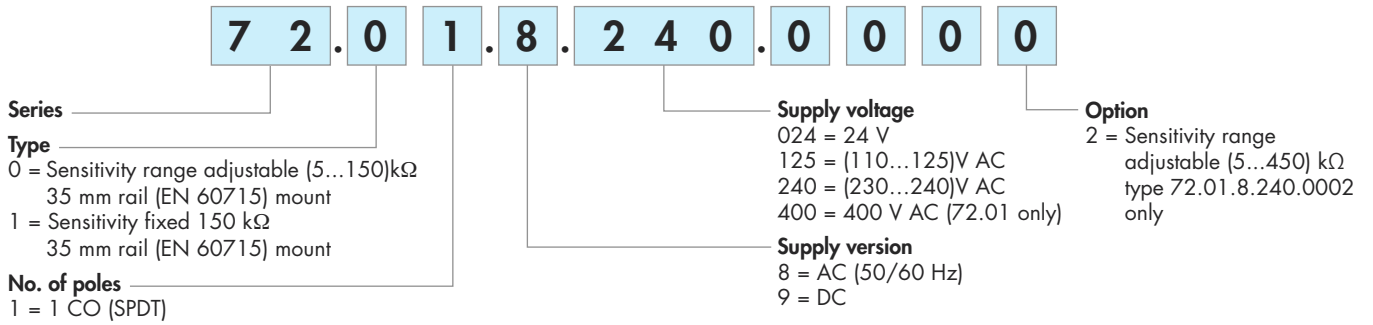 7 2 . 0 1 . 8 . 2 4 0 . 0 0 0 0
Series
Type
0 = Sensitivity range adjustable (5...150)kΩ
35 mm rail (EN 60715) mount
1 = Sensitivity fixed 150 kΩ
35 mm rail (EN 60715) mount
No. of poles
1 = 1 CO (SPDT)
Supply voltage
024 = 24 V
125 = (110...125)V AC
240 = (230...240)V AC
400 = 400 V AC (72.01 only)
Supply version
8 = AC (50/60 Hz)
9 = DC
Option
2 = Sensitivity range
adjustable (5...450) kΩ
type 72.01.8.240.0002
only